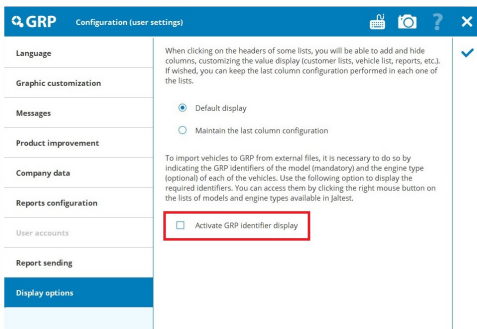 GRP Configuration (user settings) ?
Language
Graphic customization
Messages
Product improvement
Company data
Reports configuration
User accounts
Report sending
Display options
When clicking on the headers of some lists, you will be able to add and hide
columns, customizing the value display (customer lists, vehicle list, reports, etc.).
If wished, you can keep the last column configuration performed in each one of
the lists.
Default display
Maintain the last column configuration
To import vehicles to GRP from external files, it is necessary to do so by
indicating the GRP identifiers of the model (mandatory) and the engine type
(optional) of each of the vehicles. Use the following option to display the
required identifiers. You can access them by clicking the right mouse button on
the lists of models and engine types available in Jaltest.
Activate GRP identifier display